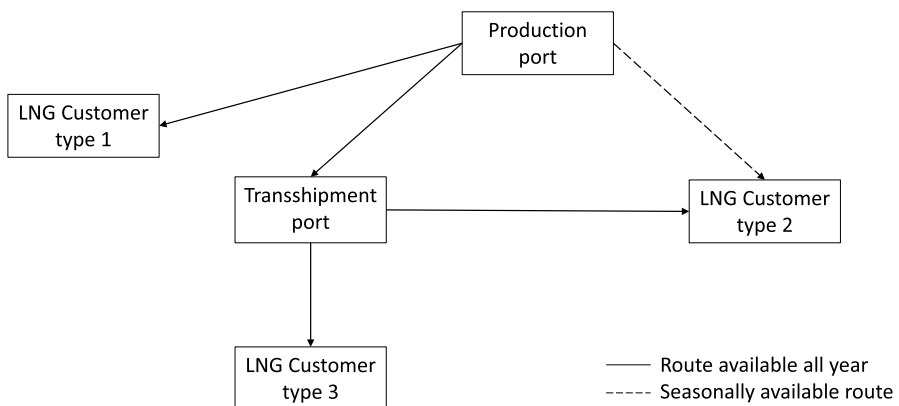 Production
port
LNG Customer
type 1
Transshipment
port
LNG Customer
type 2
LNG Customer
type 3
Route available all year
Seasonally available route